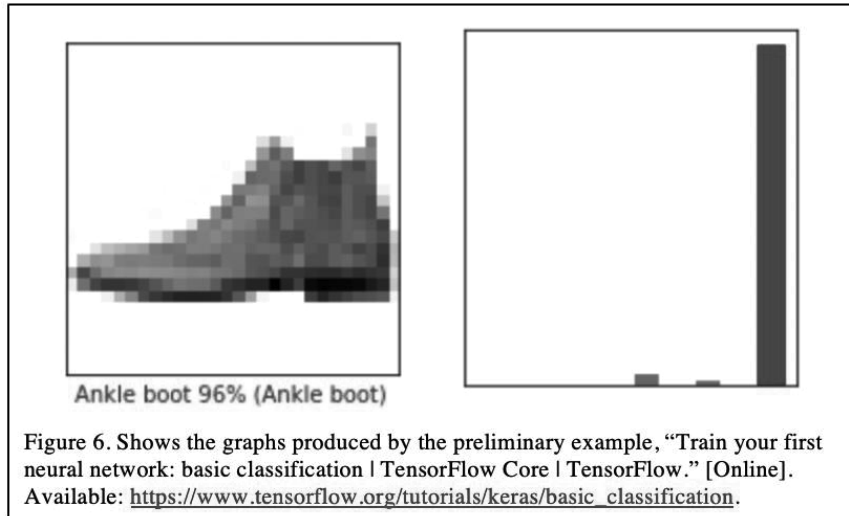 Ankle boot 96% (Ankle boot)
Figure 6. Shows the graphs produced by the preliminary example, “Train your first
neural network: basic classification | TensorFlow Core | TensorFlow.” [Online].
Available: https://www.tensorflow.org/tutorials/keras/basic_classification.